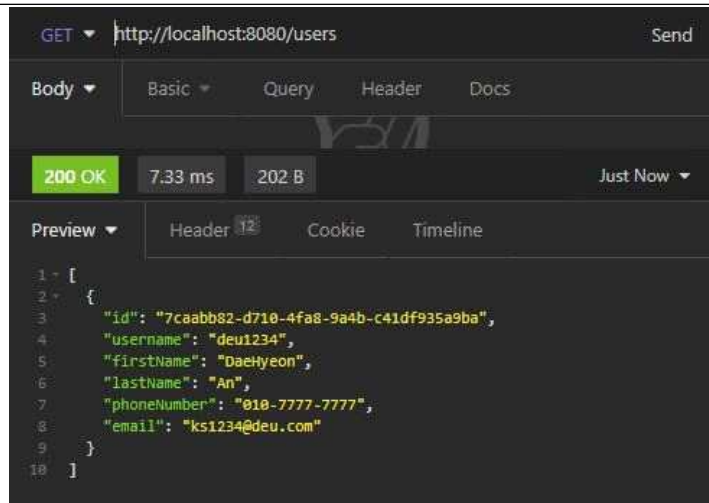 GET http://localhost:8080/users Send
Body Basic Query Header Docs
200 OK 7.33 ms 202 B Just Now
Preview Header 12 Cookie Timeline
1 [
2 {
3 "id": "7caabb82-d710-4fa8-9a4b-c41df935a9ba",
4 "username": "deu1234",
5 "firstName": "DaeHyeon",
6 "lastName": "An",
7 "phoneNumber": "010-7777-7777",
8 "email": "ks1234@deu.com"
9 }
10 ]